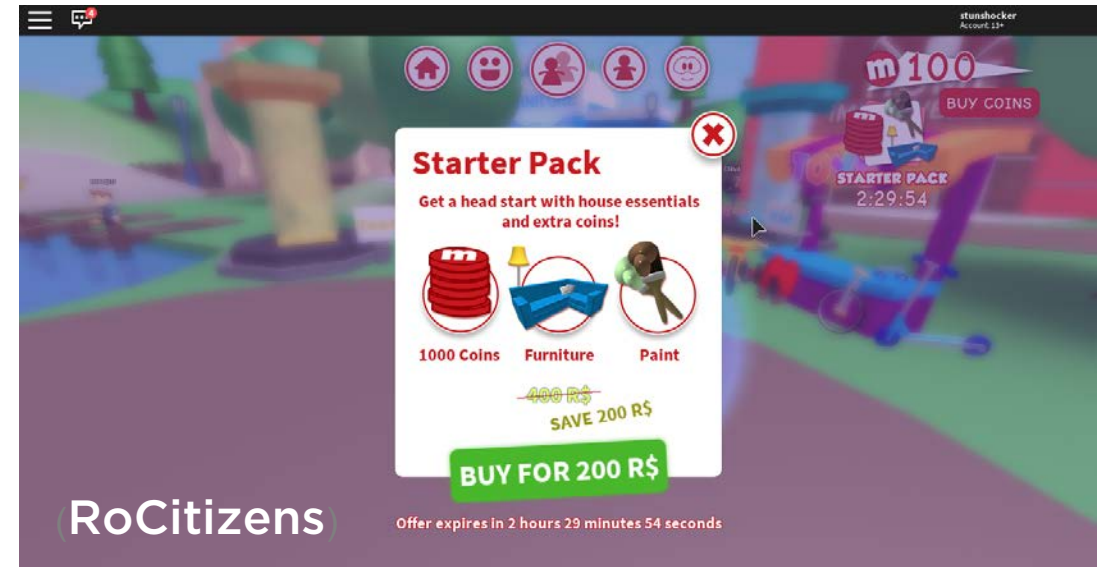 4
stunshocker
Account: 13+
m 100
BUY COINS
m
STARTER PACK
2:29:54
Starter Pack
Get a head start with house essentials
and extra coins!
m
1000 Coins Furniture Paint
400 R$
SAVE 200 R$
BUY FOR 200 R$
Offer expires in 2 hours 29 minutes 54 seconds
(RoCitizens)